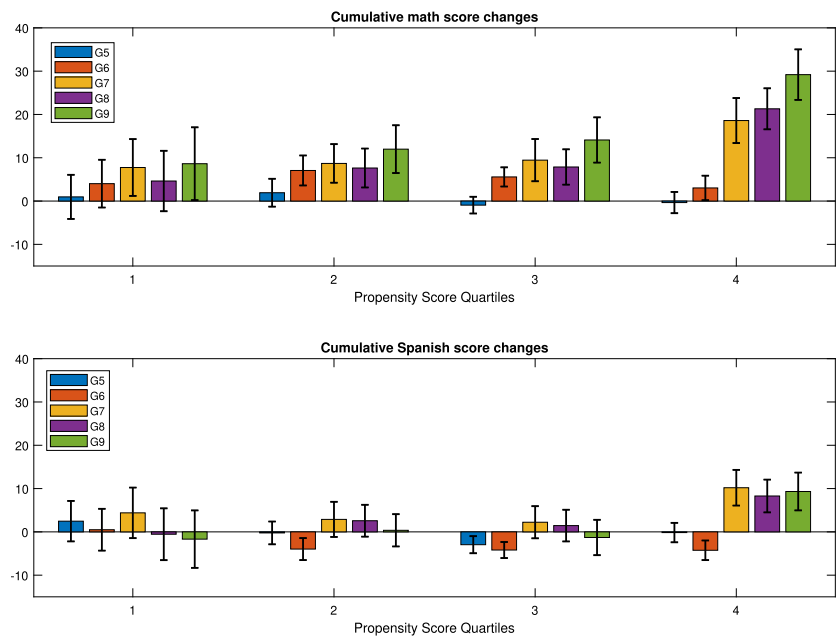 Cumulative math score changes
40
30
20
10
0
-10
G5
G6
G7
G8
G9
1 2 3 4
Propensity Score Quartiles
Cumulative Spanish score changes
40
30
20
10
0
-10
G5
G6
G7
G8
G9
1 2 3 4
Propensity Score Quartiles